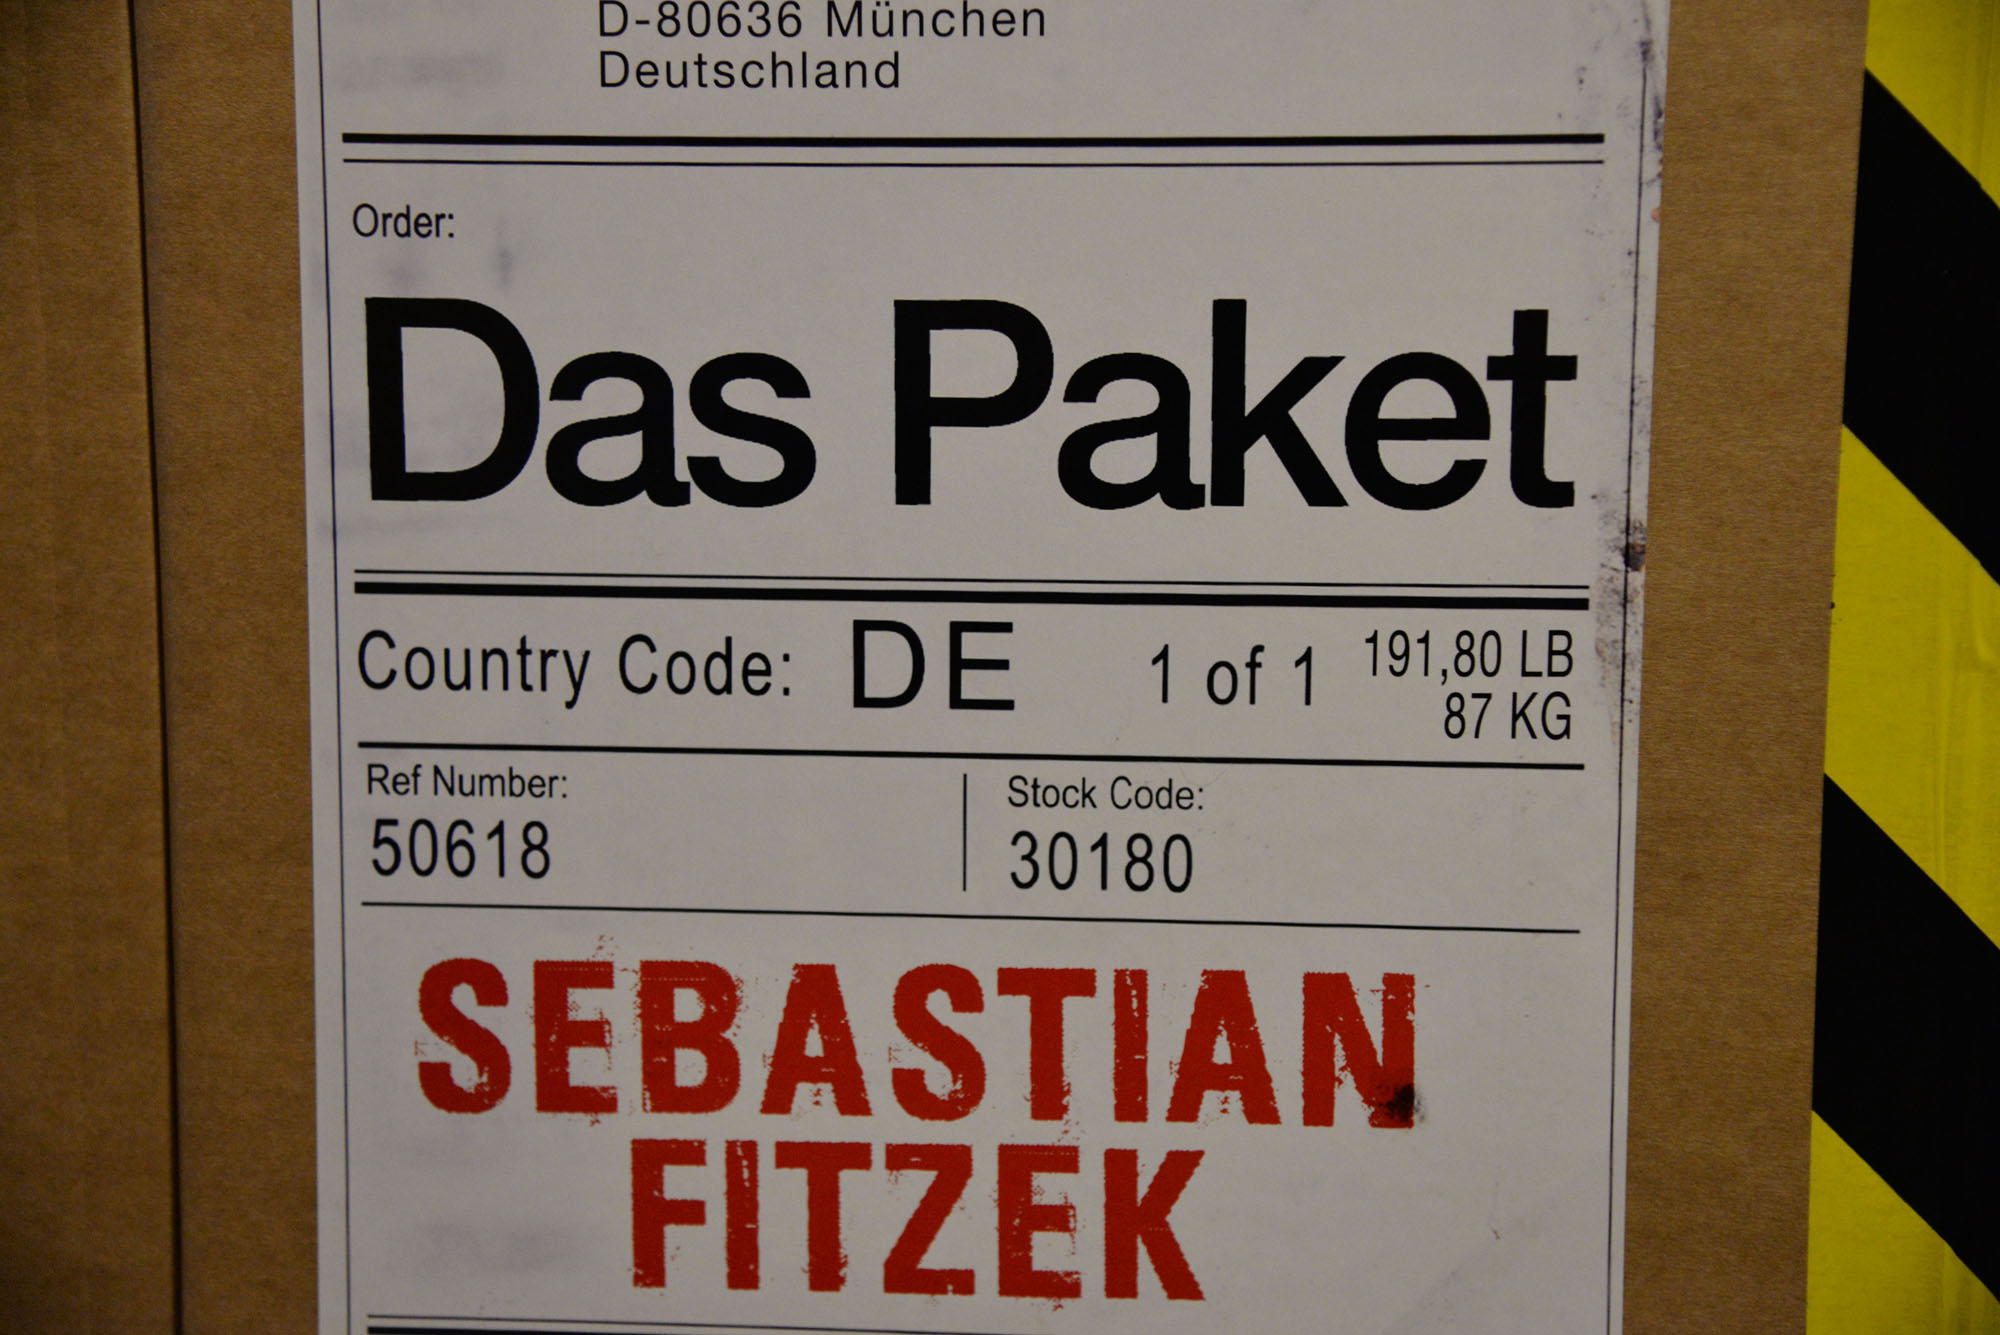 D-80636 München
Deutschland
Order:
Das Paket
Country Code: DE 1 of 1 191,80 LB
87 KG
Ref Number: Stock Code:
50618 30180
SEBASTIAN
FITZEK